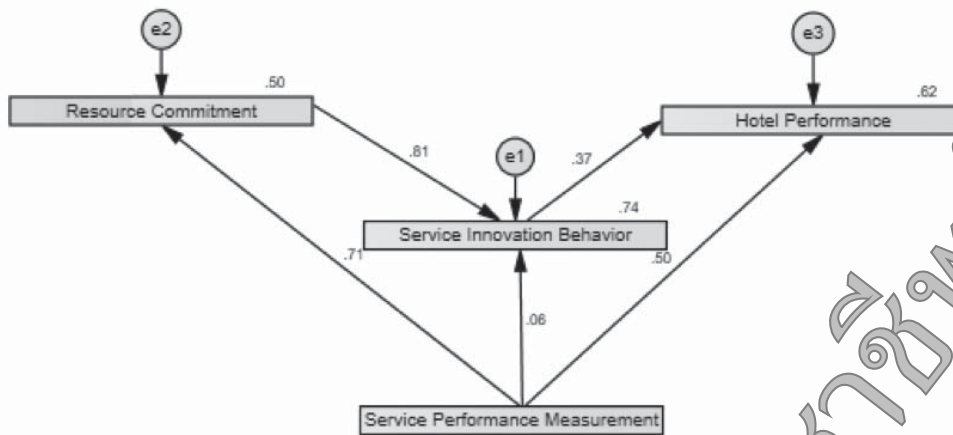 e2
e3
.50
Resource Commitment
.62
Hotel Performance
.81
e1
.37
.74
Service Innovation Behavior
.71
.50
.06
Service Performance Measurement